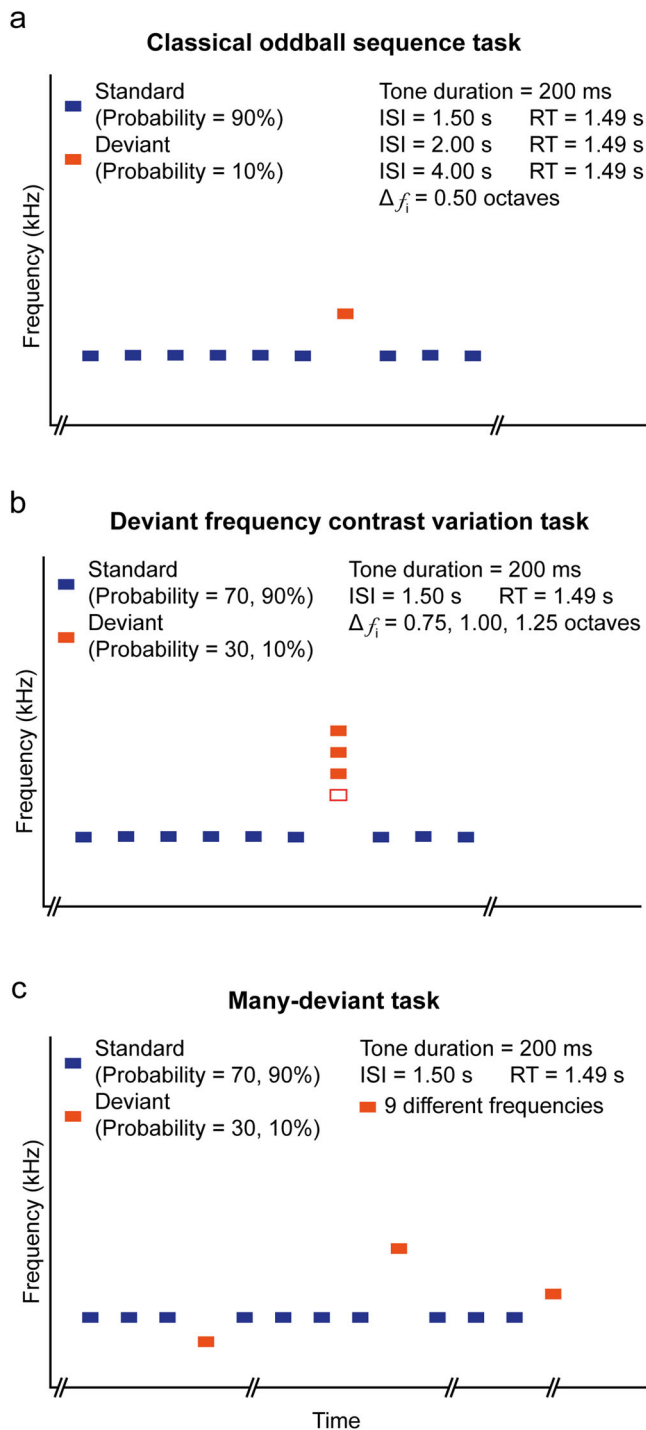 a
Classical oddball sequence task
Standard
(Probability = 90%)
Deviant
(Probability = 10%)
Tone duration = 200 ms
ISI = 1.50 s RT = 1.49 s
ISI = 2.00 s RT = 1.49 s
ISI = 4.00 s RT = 1.49 s
Δfi = 0.50 octaves
Frequency (kHz)
b
Deviant frequency contrast variation task
Standard
(Probability = 70, 90%)
Deviant
(Probability = 30, 10%)
Tone duration = 200 ms
ISI = 1.50 s RT = 1.49 s
Δfi = 0.75, 1.00, 1.25 octaves
Frequency (kHz)
c
Many-deviant task
Standard
(Probability = 70, 90%)
Deviant
(Probability = 30, 10%)
Tone duration = 200 ms
ISI = 1.50 s RT = 1.49 s
9 different frequencies
Frequency (kHz)
Time